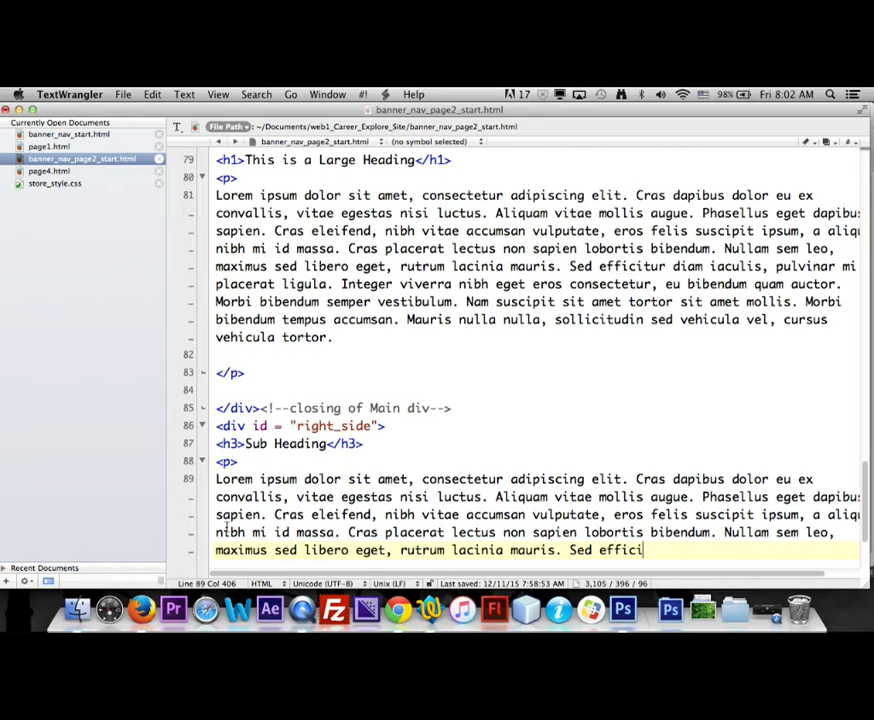 TextWrangler File Edit Text View Search Go Window #! Help 17 98% Fri 8:02 AM
banner_nav_page2_start.html
Currently Open Documents
banner_nav_start.html
page1.html
banner_nav_page2_start.html
page4.html
store_style.css
File Path : ~/Documents/web1_Career_Explore_Site/banner_nav_page2_start.html
banner_nav_page2_start.html (no symbol selected)
79 <h1>This is a Large Heading</h1>
80 <p>
81 Lorem ipsum dolor sit amet, consectetur adipiscing elit. Cras dapibus dolor eu ex
convallis, vitae egestas nisi luctus. Aliquam vitae mollis augue. Phasellus eget dapibus
sapien. Cras eleifend, nibh vitae accumsan vulputate, eros felis suscipit ipsum, a aliqu
nibh mi id massa. Cras placerat lectus non sapien lobortis bibendum. Nullam sem leo,
maximus sed libero eget, rutrum lacinia mauris. Sed efficitur diam iaculis, pulvinar mi
placerat ligula. Integer viverra nibh eget eros consectetur, eu bibendum quam auctor.
Morbi bibendum semper vestibulum. Nam suscipit sit amet tortor sit amet mollis. Morbi
bibendum tempus accumsan. Mauris nulla nulla, sollicitudin sed vehicula vel, cursus
vehicula tortor.
82
83 </p>
84
85 </div><!--closing of Main div-->
86 <div id = "right_side">
87 <h3>Sub Heading</h3>
88 <p>
89 Lorem ipsum dolor sit amet, consectetur adipiscing elit. Cras dapibus dolor eu ex
convallis, vitae egestas nisi luctus. Aliquam vitae mollis augue. Phasellus eget dapibus
sapien. Cras eleifend, nibh vitae accumsan vulputate, eros felis suscipit ipsum, a aliqu
nibh mi id massa. Cras placerat lectus non sapien lobortis bibendum. Nullam sem leo,
maximus sed libero eget, rutrum lacinia mauris. Sed effici
Recent Documents
Line 89 Col 406 HTML Unicode (UTF-8) Unix (LF) Last saved: 12/11/15 7:58:53 AM 3,105 / 396 / 96
Pr W Ae Fz Fl Ps Ps